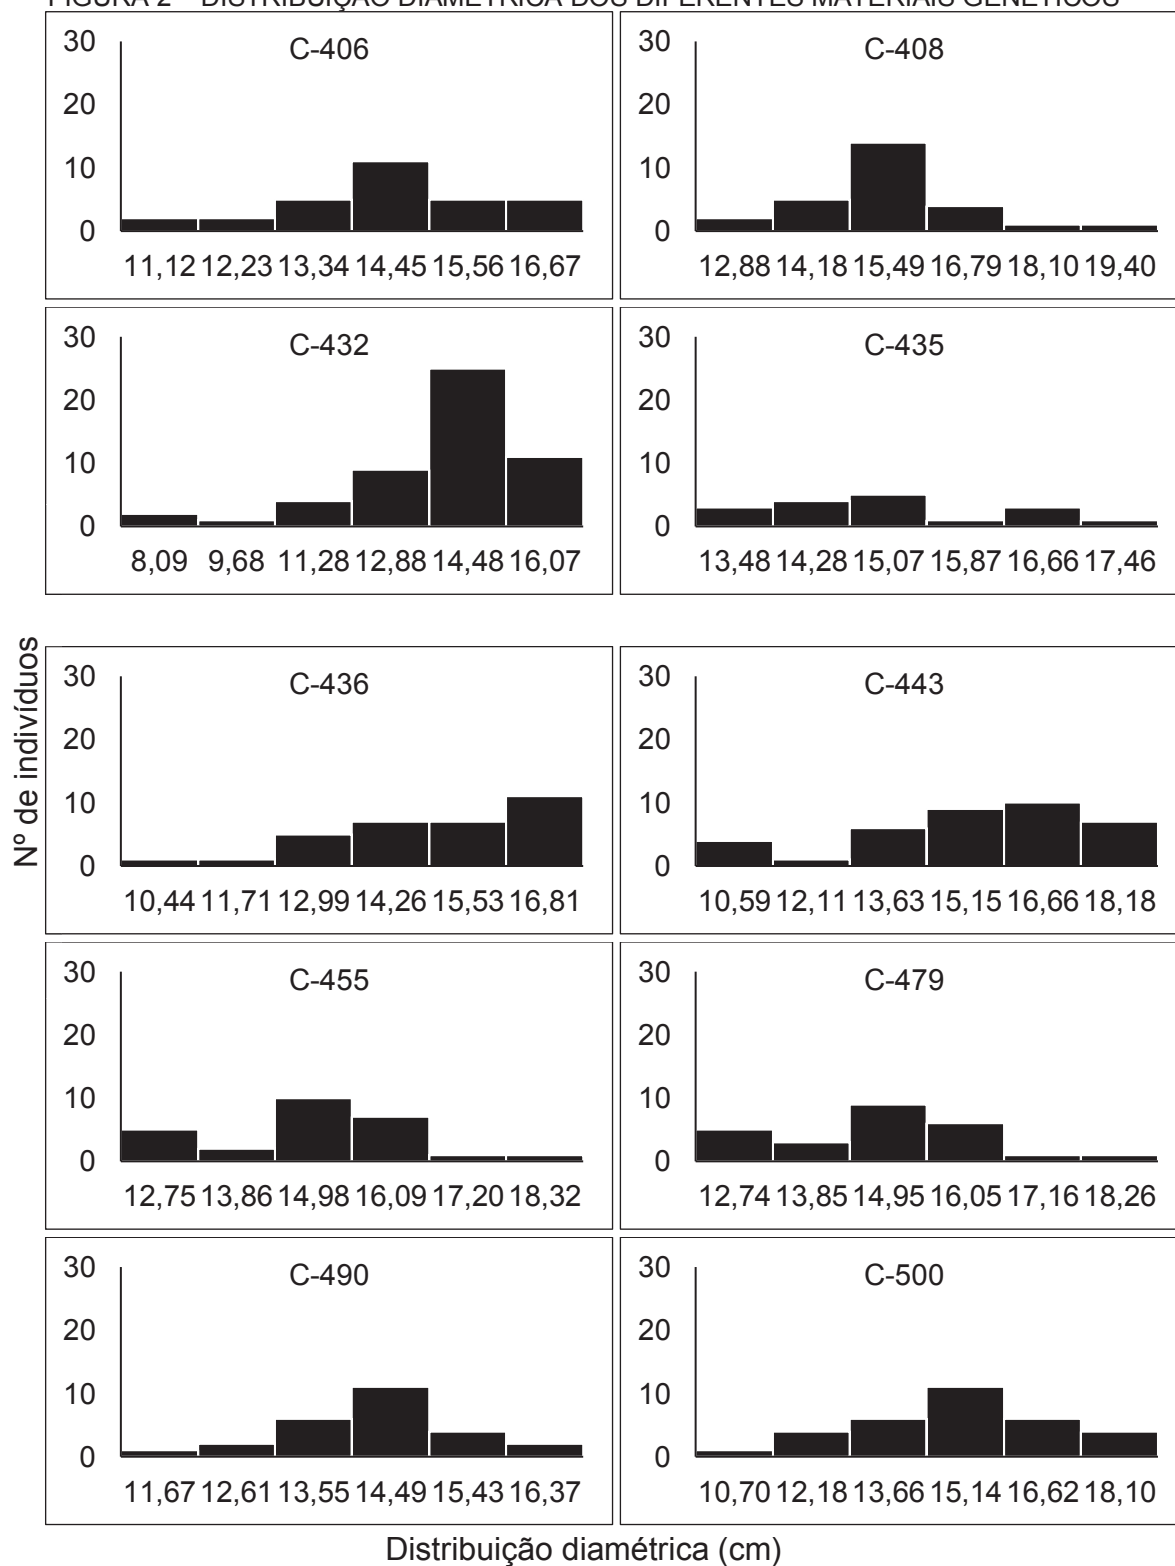 FIGURA 2 – DISTRIBUIÇÃO DIAMÉTRICA DOS DIFERENTES MATERIAIS GENÉTICOS
C-406
30
20
10
0
11,12 12,23 13,34 14,45 15,56 16,67
C-408
30
20
10
0
12,88 14,18 15,49 16,79 18,10 19,40
C-432
30
20
10
0
8,09 9,68 11,28 12,88 14,48 16,07
C-435
30
20
10
0
13,48 14,28 15,07 15,87 16,66 17,46
Nº de indivíduos
C-436
30
20
10
0
10,44 11,71 12,99 14,26 15,53 16,81
C-443
30
20
10
0
10,59 12,11 13,63 15,15 16,66 18,18
C-455
30
20
10
0
12,75 13,86 14,98 16,09 17,20 18,32
C-479
30
20
10
0
12,74 13,85 14,95 16,05 17,16 18,26
C-490
30
20
10
0
11,67 12,61 13,55 14,49 15,43 16,37
C-500
30
20
10
0
10,70 12,18 13,66 15,14 16,62 18,10
Distribuição diamétrica (cm)